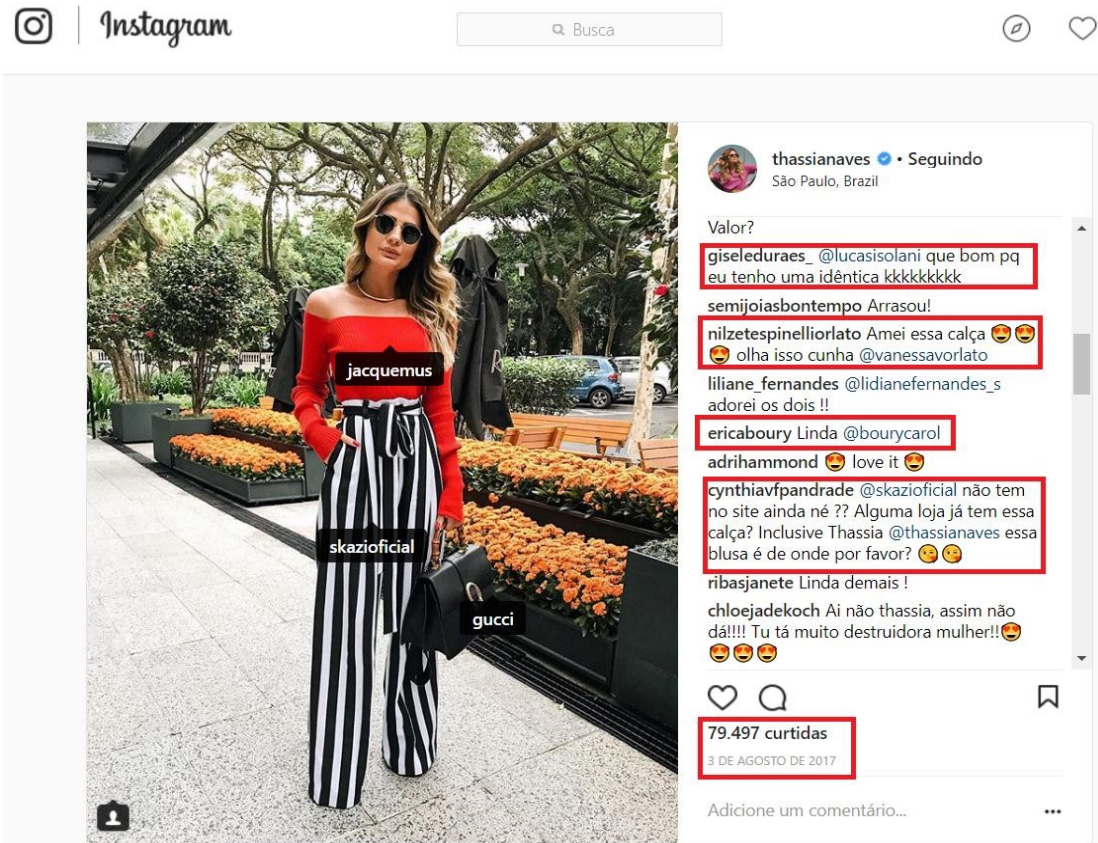 Instagram
Busca
thassianaves • Seguindo
São Paulo, Brazil
jacquemus
skazioficial
gucci
Valor?
giseleduraes_ @lucasisolani que bom pq
eu tenho uma idêntica kkkkkkkkk
semijoiasbontempo Arrasou!
nilzetespinelliorlato Amei essa calça 😍😍
😍 olha isso cunha @vanessavorlato
liliane_fernandes @lidianefernandes_s
adorei os dois !!
ericaboury Linda @bourycarol
adrihammond 😍 love it 😍
cynthiavfpandrade @skazioficial não tem
no site ainda né ?? Alguma loja já tem essa
calça? Inclusive Thassia @thassianaves essa
blusa é de onde por favor? 😘😘
ribasjanete Linda demais !
chloejadekoch Ai não thassia, assim não
dá!!!! Tu tá muito destruidora mulher!!😍
😍😍😍
79.497 curtidas
3 DE AGOSTO DE 2017
Adicione um comentário...